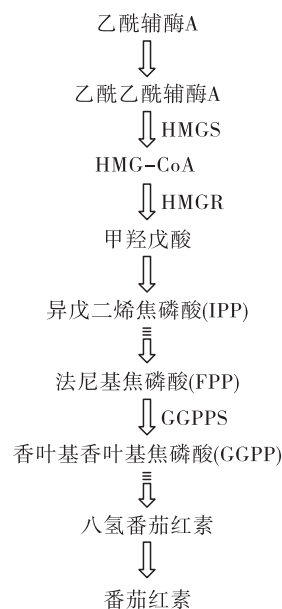 乙酰辅酶A
乙酰乙酰辅酶A
HMGS
HMG-CoA
HMGR
甲羟戊酸
异戊二烯焦磷酸(IPP)
法尼基焦磷酸(FPP)
GGPPS
香叶基香叶基焦磷酸(GGPP)
八氢番茄红素
番茄红素